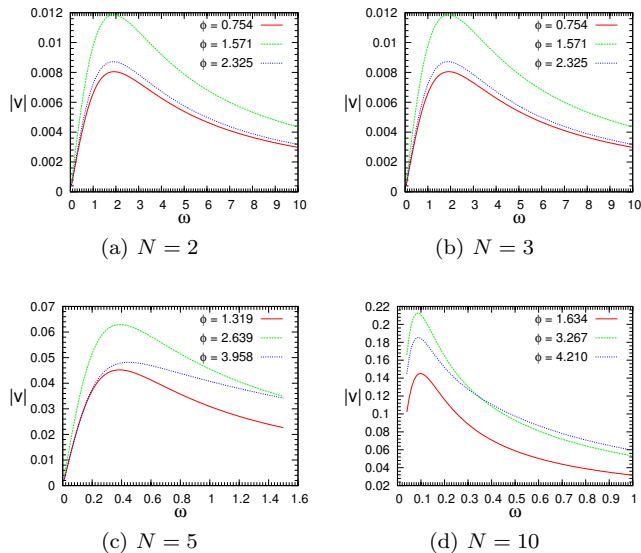 0.012
0.01
0.008
0.006
0.004
0.002
0
|v|
0 1 2 3 4 5 6 7 8 9 10
ω
ϕ = 0.754
ϕ = 1.571
ϕ = 2.325
(a) N = 2
0.012
0.01
0.008
0.006
0.004
0.002
0
|v|
0 1 2 3 4 5 6 7 8 9 10
ω
ϕ = 0.754
ϕ = 1.571
ϕ = 2.325
(b) N = 3
0.07
0.06
0.05
0.04
0.03
0.02
0.01
0
|v|
0 0.2 0.4 0.6 0.8 1 1.2 1.4 1.6
ω
ϕ = 1.319
ϕ = 2.639
ϕ = 3.958
(c) N = 5
0.22
0.2
0.18
0.16
0.14
0.12
0.1
0.08
0.06
0.04
0.02
|v|
0 0.1 0.2 0.3 0.4 0.5 0.6 0.7 0.8 0.9 1
ω
ϕ = 1.634
ϕ = 3.267
ϕ = 4.210
(d) N = 10